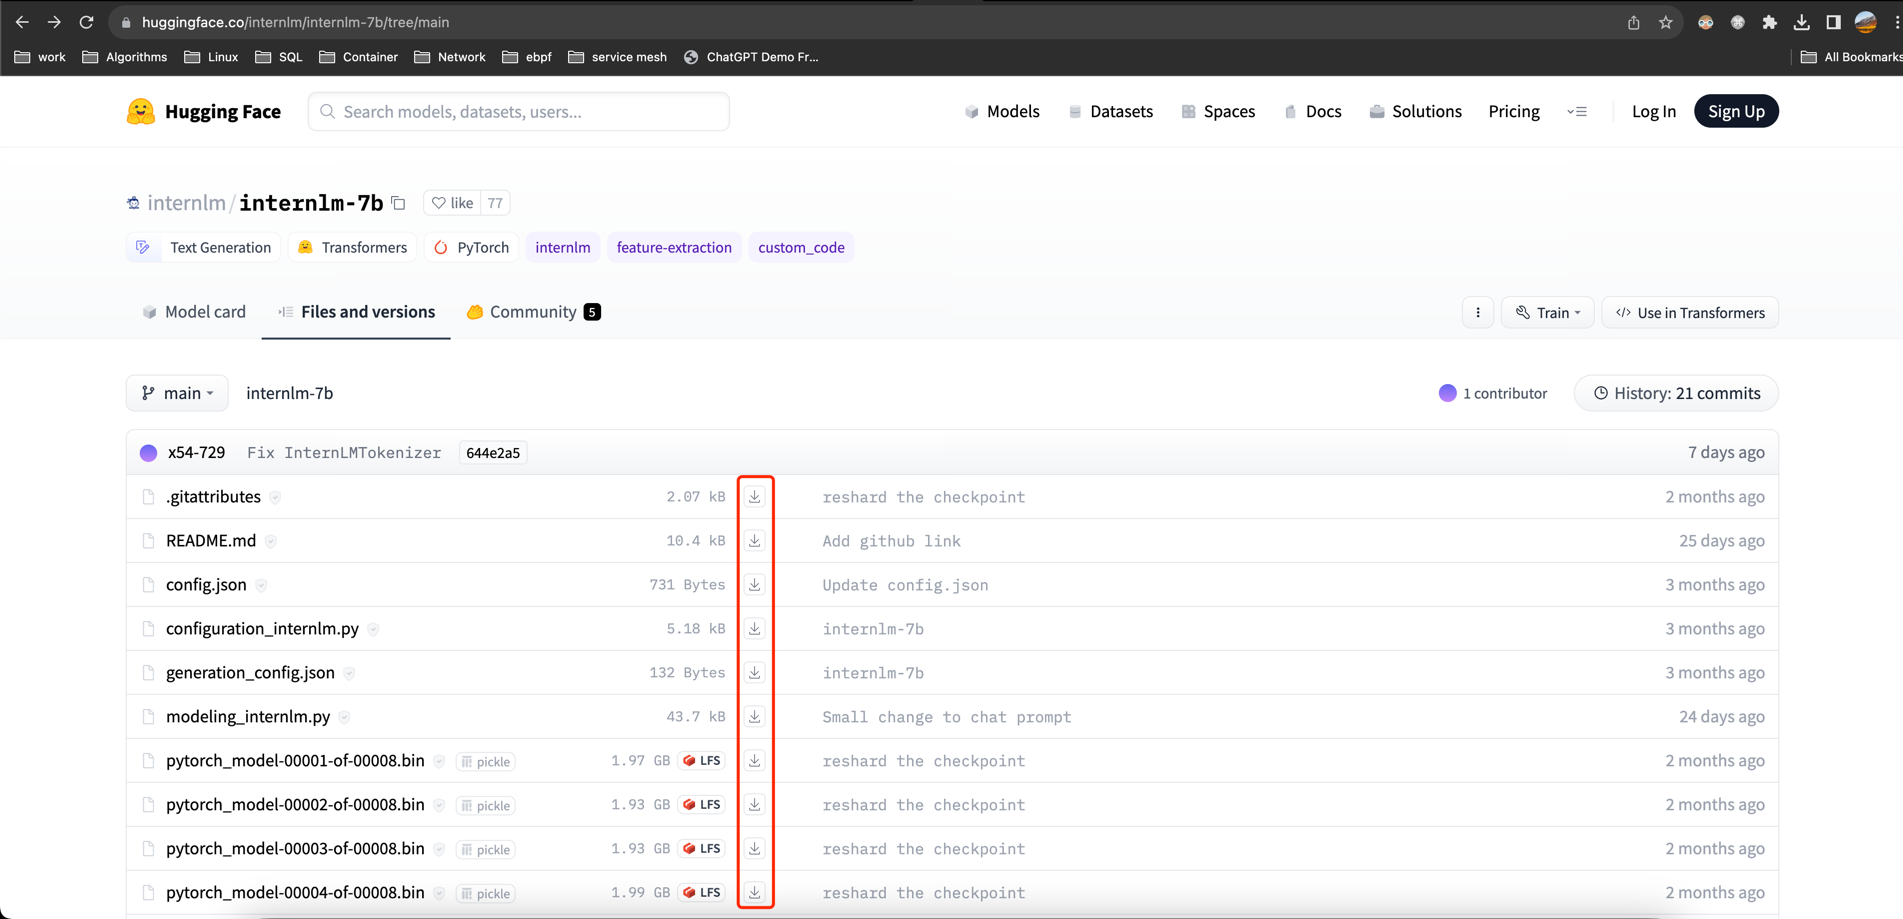 huggingface.co/internlm/internlm-7b/tree/main
work Algorithms Linux SQL Container Network ebpf service mesh ChatGPT Demo Fr... All Bookmarks
Hugging Face Search models, datasets, users... Models Datasets Spaces Docs Solutions Pricing Log In Sign Up
internlm/internlm-7b like 77
Text Generation Transformers PyTorch internlm feature-extraction custom_code
Model card Files and versions Community 5 Train Use in Transformers
main internlm-7b 1 contributor History: 21 commits
x54-729 Fix InternLMTokenizer 644e2a5 7 days ago
.gitattributes 2.07 kB reshard the checkpoint 2 months ago
README.md 10.4 kB Add github link 25 days ago
config.json 731 Bytes Update config.json 3 months ago
configuration_internlm.py 5.18 kB internlm-7b 3 months ago
generation_config.json 132 Bytes internlm-7b 3 months ago
modeling_internlm.py 43.7 kB Small change to chat prompt 24 days ago
pytorch_model-00001-of-00008.bin pickle 1.97 GB LFS reshard the checkpoint 2 months ago
pytorch_model-00002-of-00008.bin pickle 1.93 GB LFS reshard the checkpoint 2 months ago
pytorch_model-00003-of-00008.bin pickle 1.93 GB LFS reshard the checkpoint 2 months ago
pytorch_model-00004-of-00008.bin pickle 1.99 GB LFS reshard the checkpoint 2 months ago